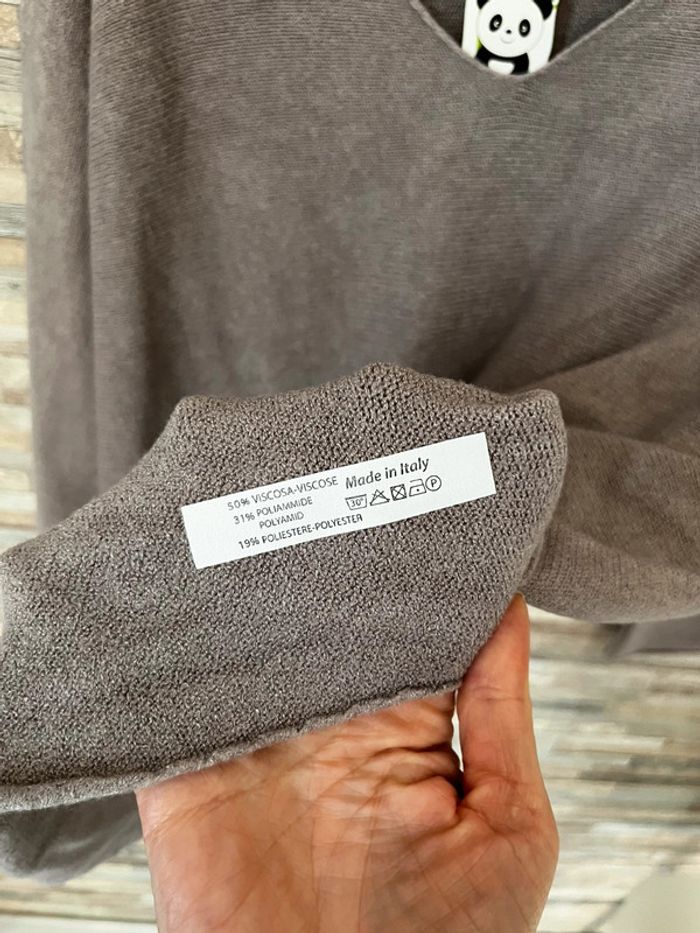 50% VISCOSA-VISCOSE
31% POLIAMMIDE
POLYAMID
19% POLIESTERE-POLYESTER
Made in Italy
30° P